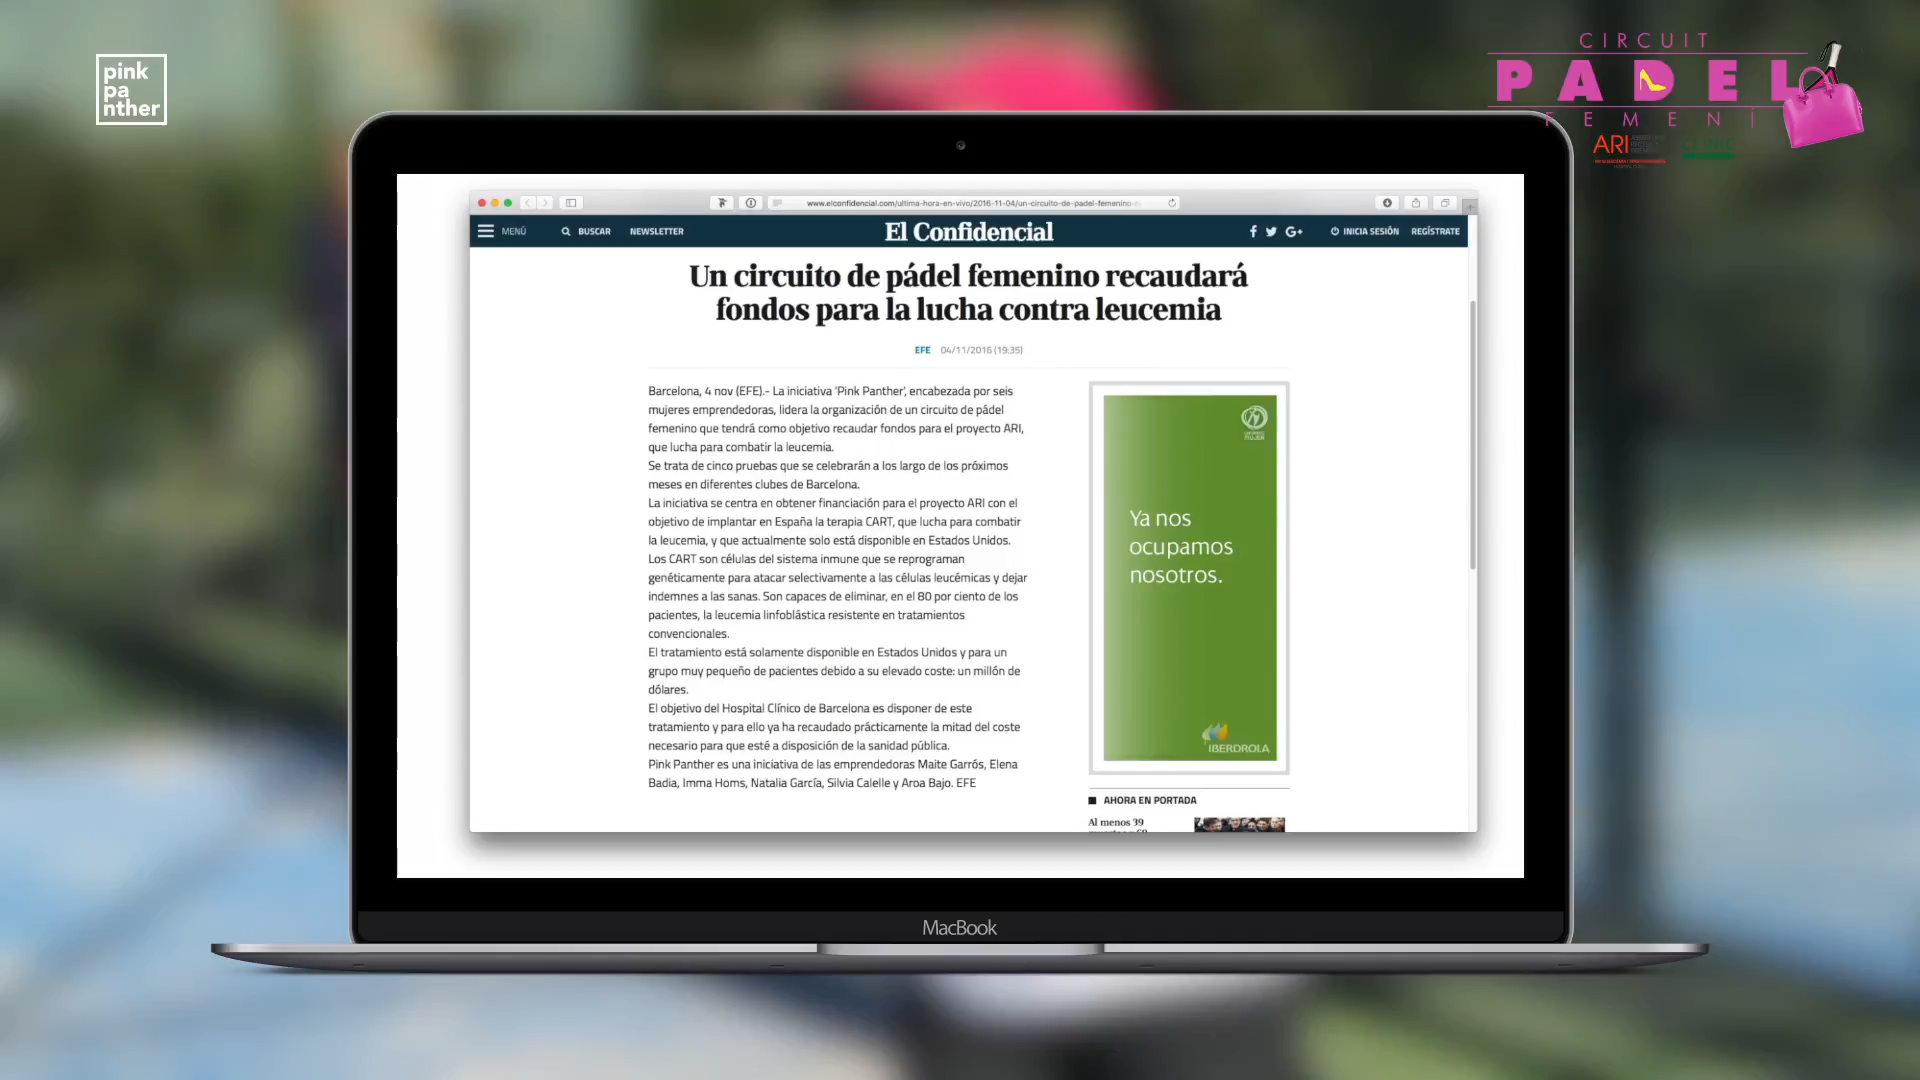 pink
pa
nther
CIRCUIT
PADEL
FEMENÍ
ARI
www.elconfidencial.com/ultima-hora-en-vivo/2016-11-04/un-circuito-de-padel-femenino-
MENÚ
BUSCAR
NEWSLETTER
El Confidencial
INICIA SESIÓN
REGÍSTRATE
Un circuito de pádel femenino recaudará
fondos para la lucha contra leucemia
EFE 04/11/2016 (19:35)
Barcelona, 4 nov (EFE).- La iniciativa 'Pink Panther', encabezada por seis
mujeres emprendedoras, lidera la organización de un circuito de pádel
femenino que tendrá como objetivo recaudar fondos para el proyecto ARI,
que lucha para combatir la leucemia.
Se trata de cinco pruebas que se celebrarán a los largo de los próximos
meses en diferentes clubes de Barcelona.
La iniciativa se centra en obtener financiación para el proyecto ARI con el
objetivo de implantar en España la terapia CART, que lucha para combatir
la leucemia, y que actualmente solo está disponible en Estados Unidos.
Los CART son células del sistema inmune que se reprograman
genéticamente para atacar selectivamente a las células leucémicas y dejar
indemnes a las sanas. Son capaces de eliminar, en el 80 por ciento de los
pacientes, la leucemia linfoblástica resistente en tratamientos
convencionales.
El tratamiento está solamente disponible en Estados Unidos y para un
grupo muy pequeño de pacientes debido a su elevado coste: un millón de
dólares.
El objetivo del Hospital Clínico de Barcelona es disponer de este
tratamiento y para ello ya ha recaudado prácticamente la mitad del coste
necesario para que esté a disposición de la sanidad pública.
Pink Panther es una iniciativa de las emprendedoras Maite Garrós, Elena
Badia, Imma Homs, Natalia García, Silvia Calelle y Aroa Bajo. EFE
Ya nos
ocupamos
nosotros.
IBERDROLA
AHORA EN PORTADA
Al menos 39
MacBook